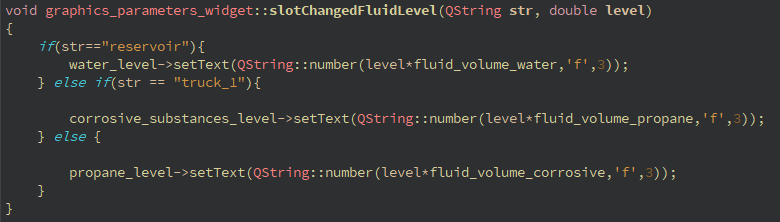 void graphics_parameters_widget::slotChangedFluidLevel(QString str, double level)
{
    if(str=="reservoir"){
        water_level->setText(QString::number(level*fluid_volume_water,'f',3));
    } else if(str == "truck_1"){
        corrosive_substances_level->setText(QString::number(level*fluid_volume_propane,'f',3));
    } else {
        propane_level->setText(QString::number(level*fluid_volume_corrosive,'f',3));
    }
}